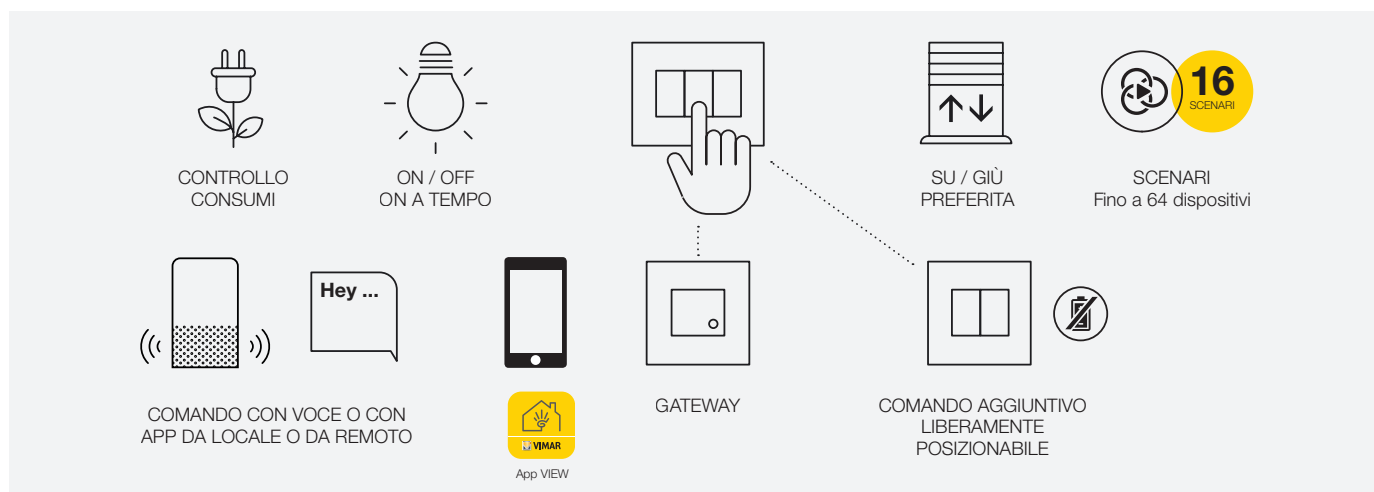 16
SCENARI
CONTROLLO
CONSUMI
ON / OFF
ON A TEMPO
SU / GIÙ
PREFERITA
SCENARI
Fino a 64 dispositivi
Hey ...
COMANDO CON VOCE O CON
APP DA LOCALE O DA REMOTO
VIMAR
App VIEW
GATEWAY
COMANDO AGGIUNTIVO
LIBERAMENTE
POSIZIONABILE